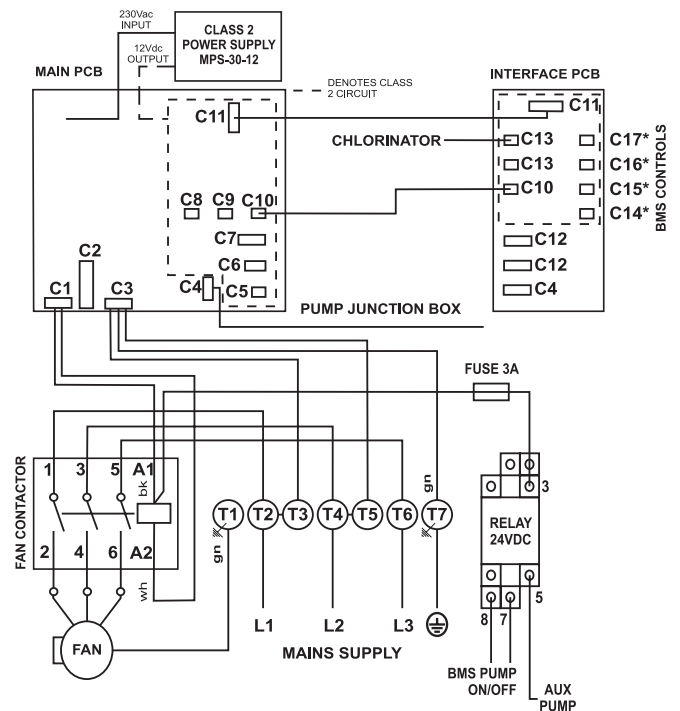 230Vac
INPUT
CLASS 2
POWER SUPPLY
MPS-30-12
12Vdc
OUTPUT
MAIN PCB
DENOTES CLASS
2 CIRCUIT
INTERFACE PCB
C11
C11
CHLORINATOR
C13
C17*
C13
C16*
C10
C15*
C14*
BMS CONTROLS
C8
C9
C10
C7
C12
C6
C12
C4
C5
C4
C1
C2
C3
PUMP JUNCTION BOX
FUSE 3A
FAN CONTACTOR
1
3
5
A1
bk
2
4
6
A2
wh
gn
gn
T1
T2
T3
T4
T5
T6
T7
3
RELAY
24VDC
5
8
7
L1
L2
L3
MAINS SUPPLY
FAN
BMS PUMP
ON/OFF
AUX
PUMP